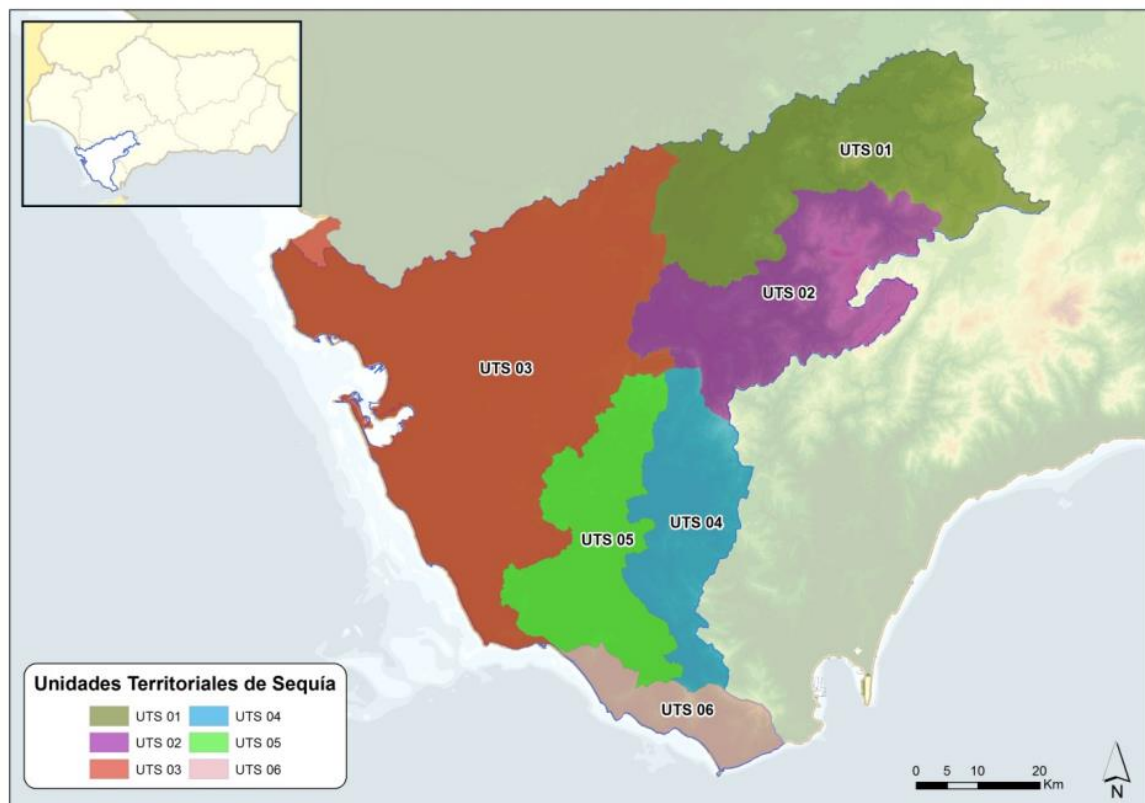 UTS 01
UTS 02
UTS 03
UTS 04
UTS 05
UTS 06
Unidades Territoriales de Sequía
UTS 01 UTS 04
UTS 02 UTS 05
UTS 03 UTS 06
0 5 10 20
Km
N